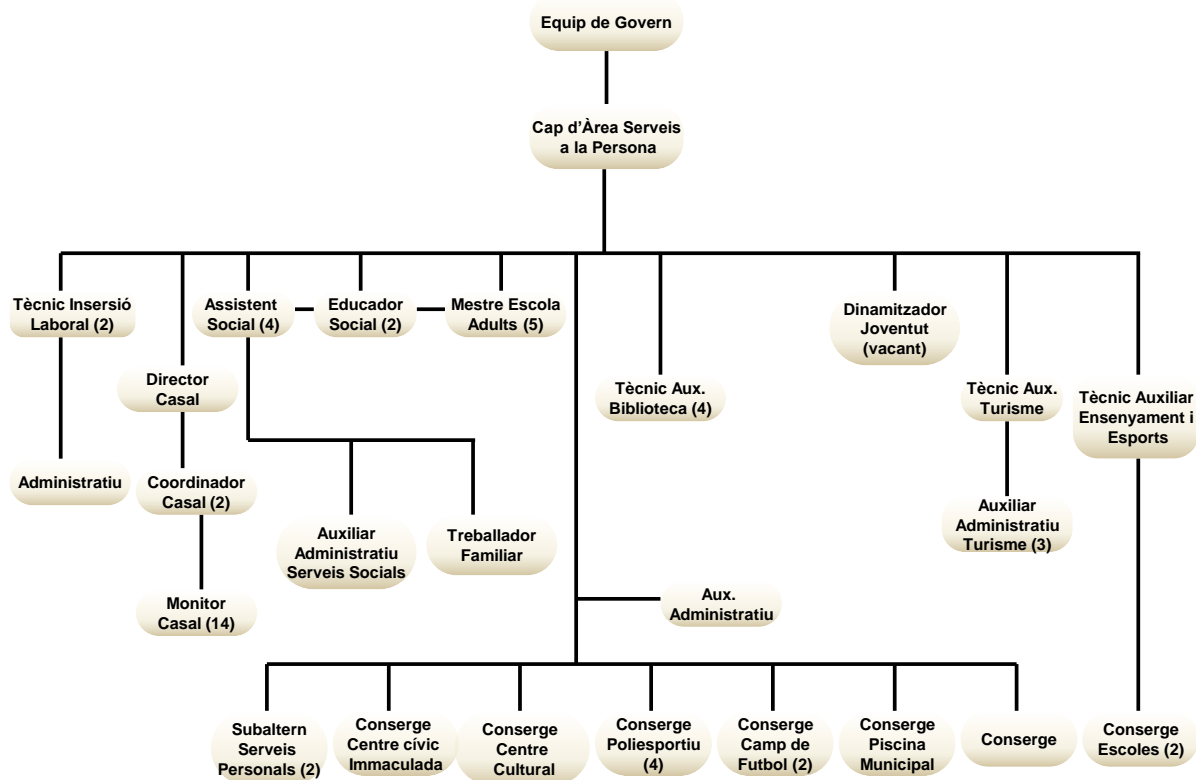 Equip de Govern
Cap d'Àrea Serveis
a la Persona
Tècnic Insersió
Laboral (2)
Assistent
Social (4)
Educador
Social (2)
Mestre Escola
Adults (5)
Dinamitzador
Joventut
(vacant)
Director
Casal
Tècnic Aux.
Biblioteca (4)
Tècnic Aux.
Turisme
Tècnic Auxiliar
Ensenyament i
Esports
Administratiu
Coordinador
Casal (2)
Auxiliar
Administratiu
Serveis Socials
Treballador
Familiar
Auxiliar
Administratiu
Turisme (3)
Monitor
Casal (14)
Aux.
Administratiu
Subaltern
Serveis
Personals (2)
Conserge
Centre cívic
Immaculada
Conserge
Centre
Cultural
Conserge
Poliesportiu
(4)
Conserge
Camp de
Futbol (2)
Conserge
Piscina
Municipal
Conserge
Conserge
Escoles (2)